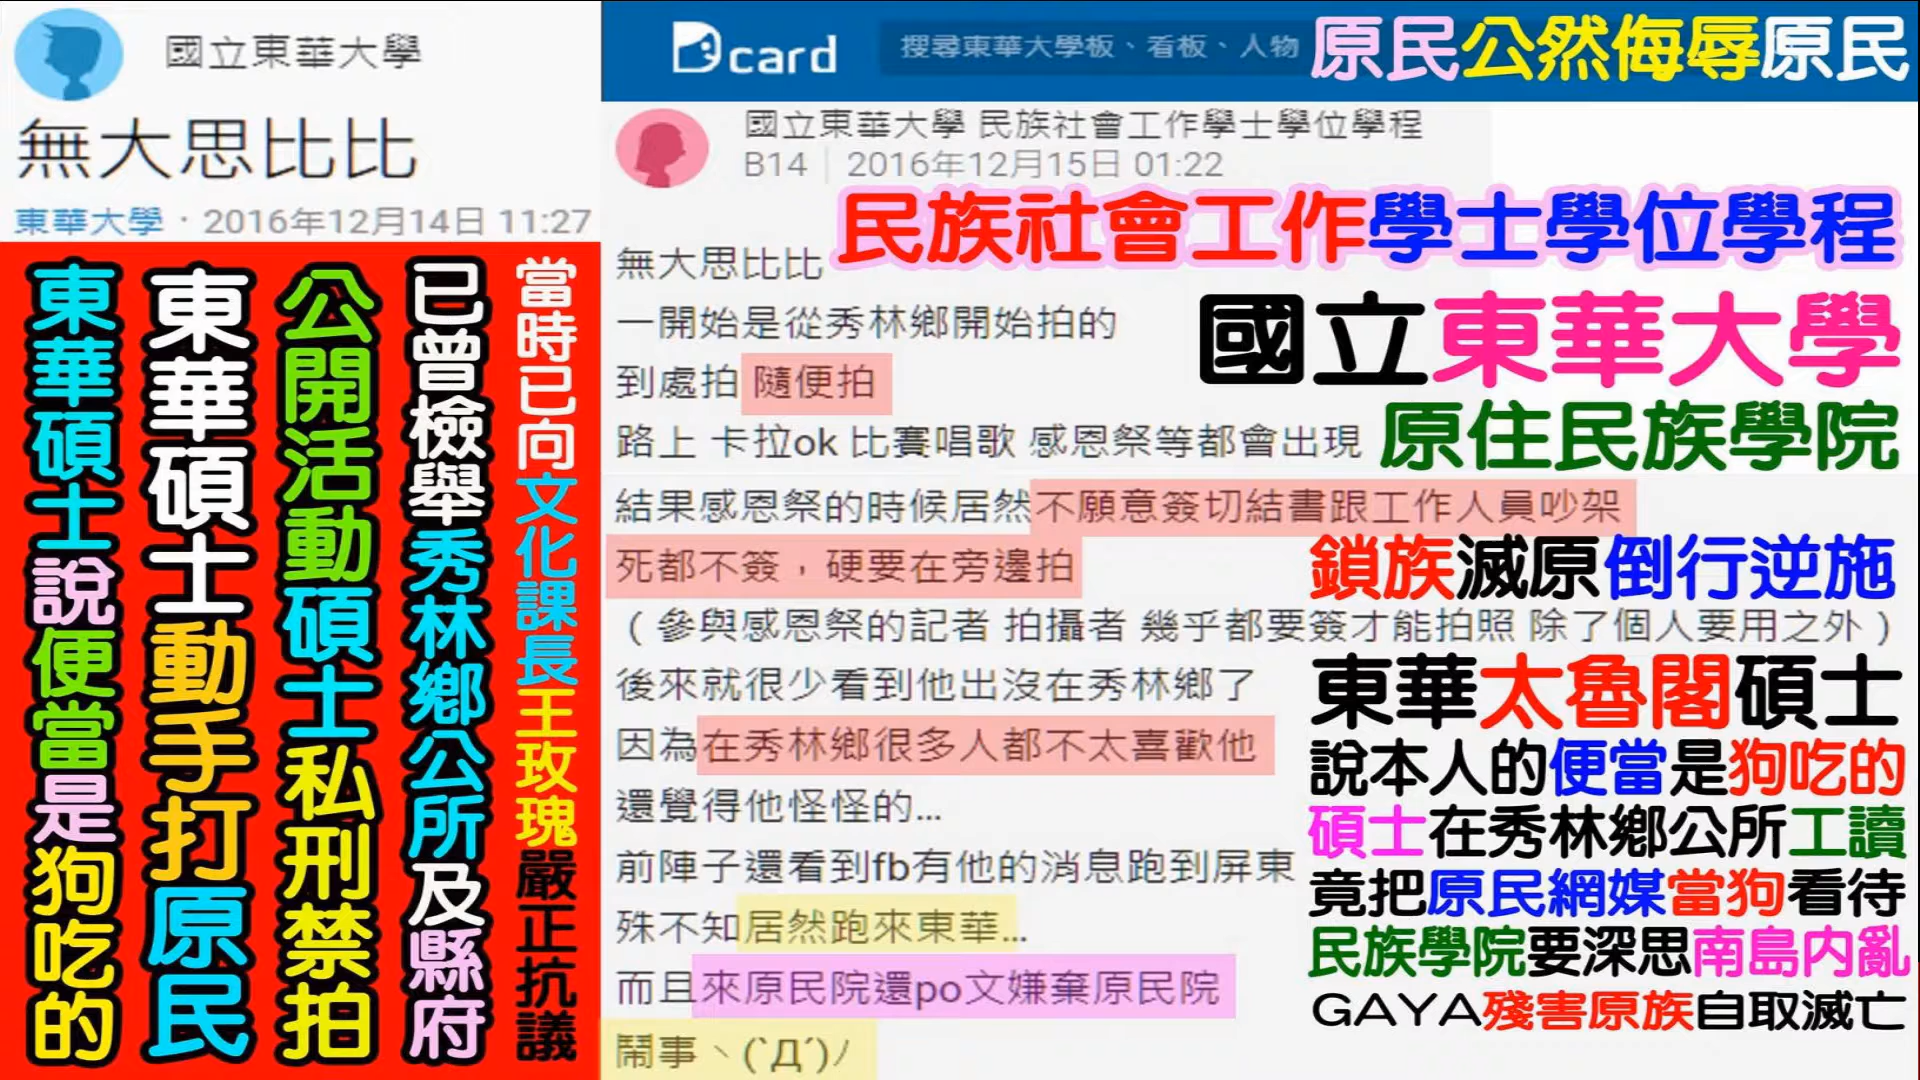 國立東華大學
無大思比比
東華大學・2016年12月14日 11:27
當時已向文化課長王玫瑰嚴正抗議
已曾檢舉秀林鄉公所及縣府
公開活動碩士私刑禁拍
東華碩士動手打原民
東華碩士說便當是狗吃的
Dcard
搜尋東華大學板、看板、人物
原民公然侮辱原民
國立東華大學 民族社會工作學士學位學程
B14 | 2016年12月15日 01:22
民族社會工作學士學位學程
國立東華大學
原住民族學院
無大思比比
一開始是從秀林鄉開始拍的
到處拍 隨便拍
路上 卡拉ok 比賽唱歌 感恩祭等都會出現
結果感恩祭的時候居然不願意簽切結書跟工作人員吵架
死都不簽，硬要在旁邊拍
（參與感恩祭的記者 拍攝者 幾乎都要簽才能拍照 除了個人要用之外）
後來就很少看到他出沒在秀林鄉了
因為在秀林鄉很多人都不太喜歡他
還覺得他怪怪的...
前陣子還看到fb有他的消息跑到屏東
殊不知居然跑來東華...
而且來原民院還po文嫌棄原民院
鬧事ヽ(`Д´)ﾉ
鎖族滅原倒行逆施
東華太魯閣碩士
說本人的便當是狗吃的
碩士在秀林鄉公所工讀
竟把原民網媒當狗看待
民族學院要深思南島內亂
GAYA殘害原族自取滅亡